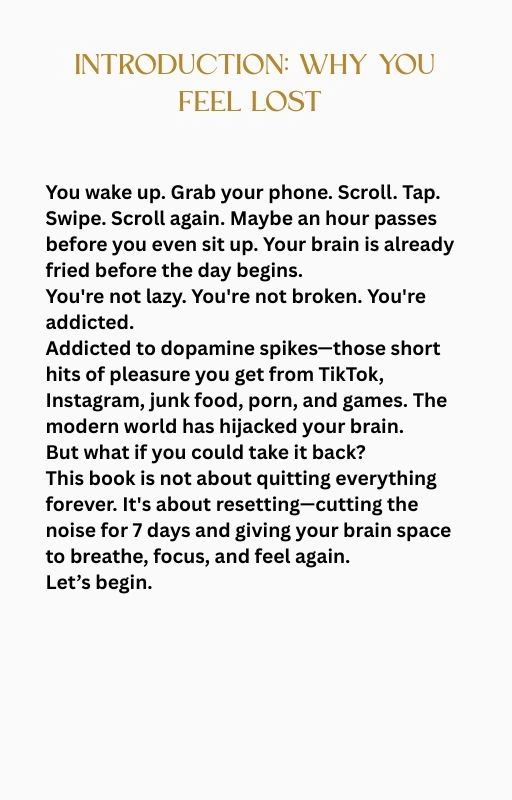 INTRODUCTION: WHY YOU
FEEL LOST
You wake up. Grab your phone. Scroll. Tap.
Swipe. Scroll again. Maybe an hour passes
before you even sit up. Your brain is already
fried before the day begins.
You're not lazy. You're not broken. You're
addicted.
Addicted to dopamine spikes—those short
hits of pleasure you get from TikTok,
Instagram, junk food, porn, and games. The
modern world has hijacked your brain.
But what if you could take it back?
This book is not about quitting everything
forever. It's about resetting—cutting the
noise for 7 days and giving your brain space
to breathe, focus, and feel again.
Let’s begin.